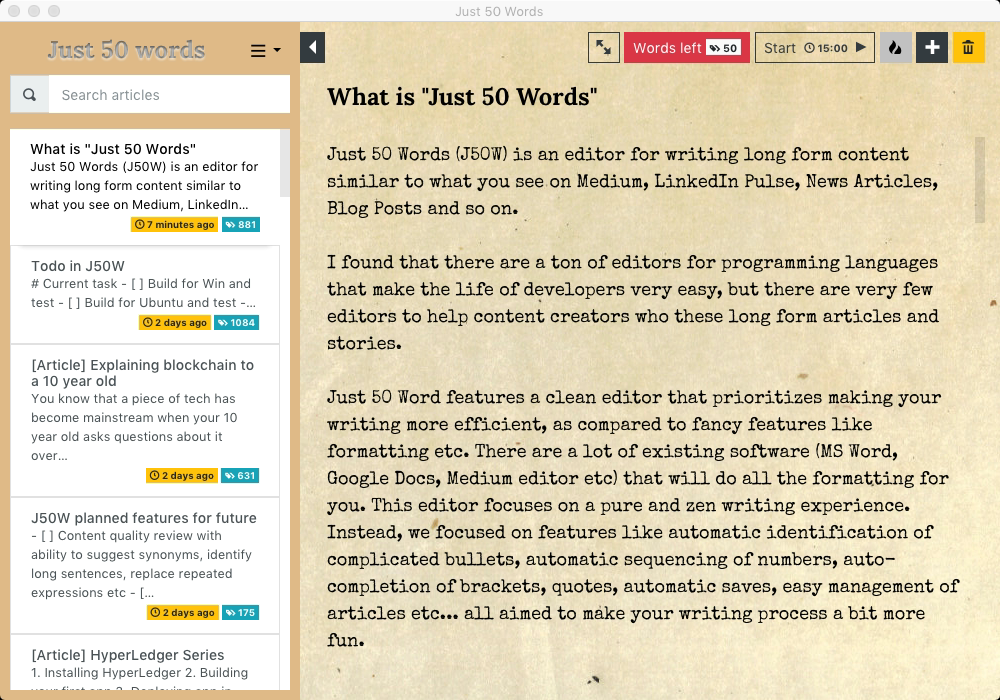 Just 50 Words
Just 50 words
Search articles
What is "Just 50 Words"
Just 50 Words (J50W) is an editor for
writing long form content similar to
what you see on Medium, LinkedIn...
7 minutes ago 881
Todo in J50W
# Current task - [ ] Build for Win and
test - [ ] Build for Ubuntu and test -...
2 days ago 1084
[Article] Explaining blockchain to
a 10 year old
You know that a piece of tech has
become mainstream when your 10
year old asks questions about it
over...
2 days ago 631
J50W planned features for future
- [ ] Content quality review with
ability to suggest synonyms, identify
long sentences, replace repeated
expressions etc - [...
2 days ago 175
[Article] HyperLedger Series
1. Installing HyperLedger 2. Building
your first app 3. Deploying app in
Words left 50 Start 15:00
What is "Just 50 Words"
Just 50 Words (J50W) is an editor for writing long form content
similar to what you see on Medium, LinkedIn Pulse, News Articles,
Blog Posts and so on.
I found that there are a ton of editors for programming languages
that make the life of developers very easy, but there are very few
editors to help content creators who these long form articles and
stories.
Just 50 Word features a clean editor that prioritizes making your
writing more efficient, as compared to fancy features like
formatting etc. There are a lot of existing software (MS Word,
Google Docs, Medium editor etc) that will do all the formatting for
you. This editor focuses on a pure and zen writing experience.
Instead, we focused on features like automatic identification of
complicated bullets, automatic sequencing of numbers, auto-
completion of brackets, quotes, automatic saves, easy management of
articles etc... all aimed to make your writing process a bit more
fun.